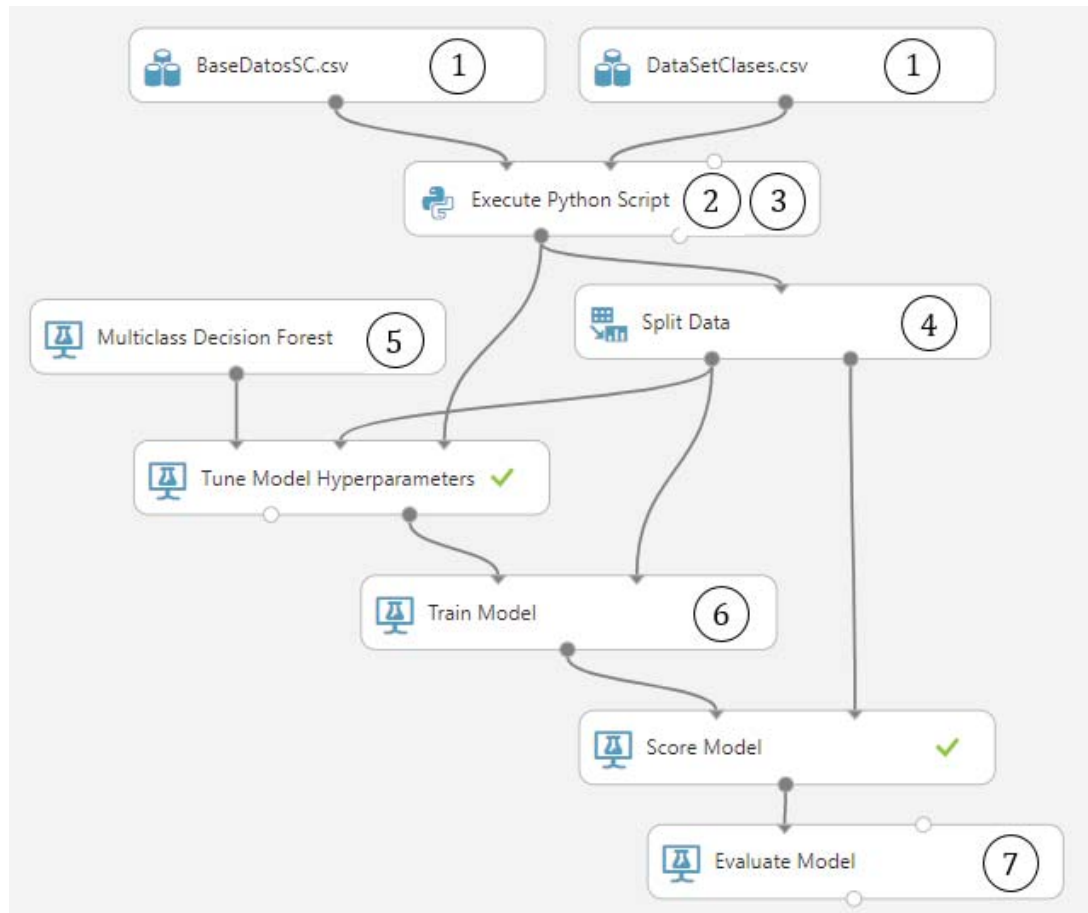 BaseDatosSC.csv 1
DataSetClases.csv 1
Execute Python Script 2 3
Split Data 4
Multiclass Decision Forest 5
Tune Model Hyperparameters
Train Model 6
Score Model
Evaluate Model 7